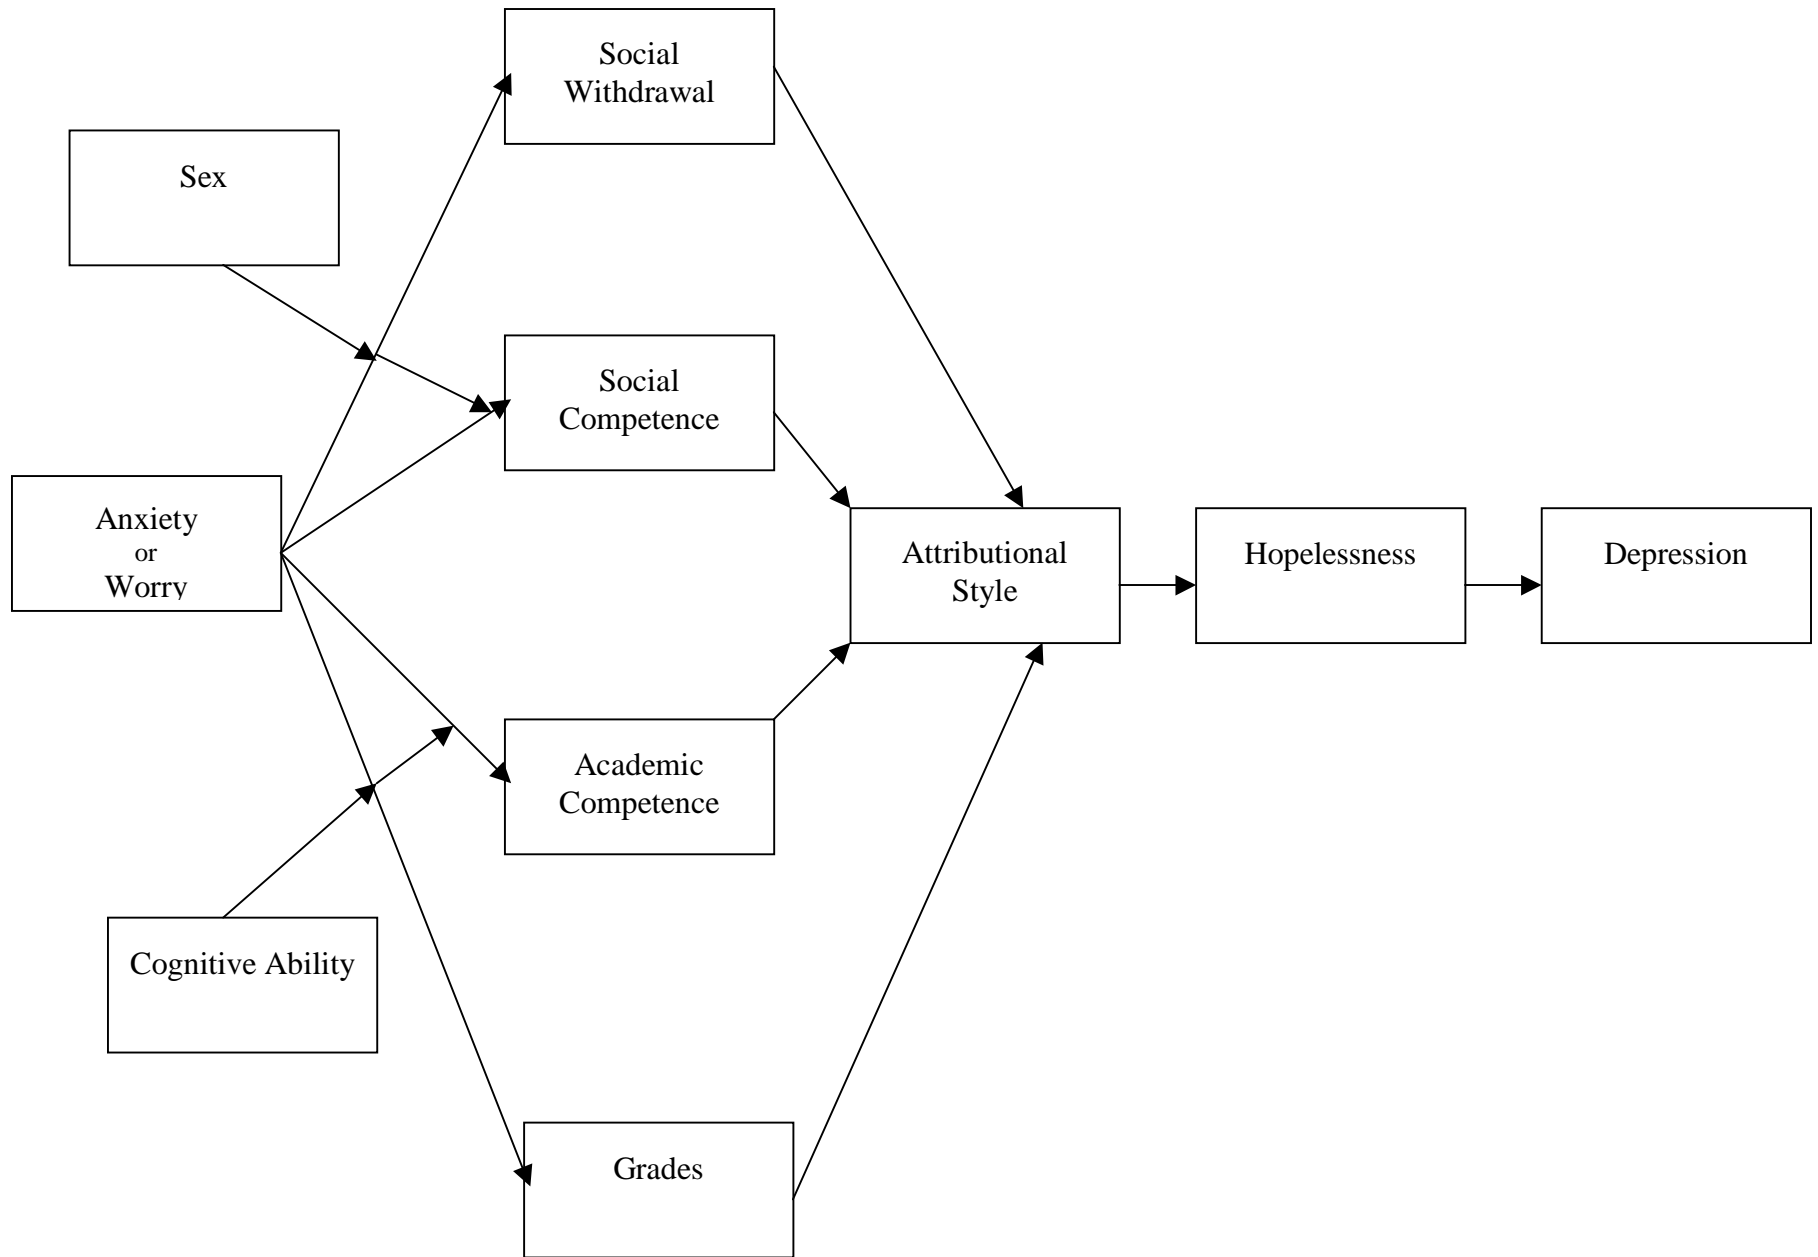 Social
Withdrawal
Sex
Social
Competence
Anxiety
or
Worry
Attributional
Style
Hopelessness
Depression
Academic
Competence
Cognitive Ability
Grades